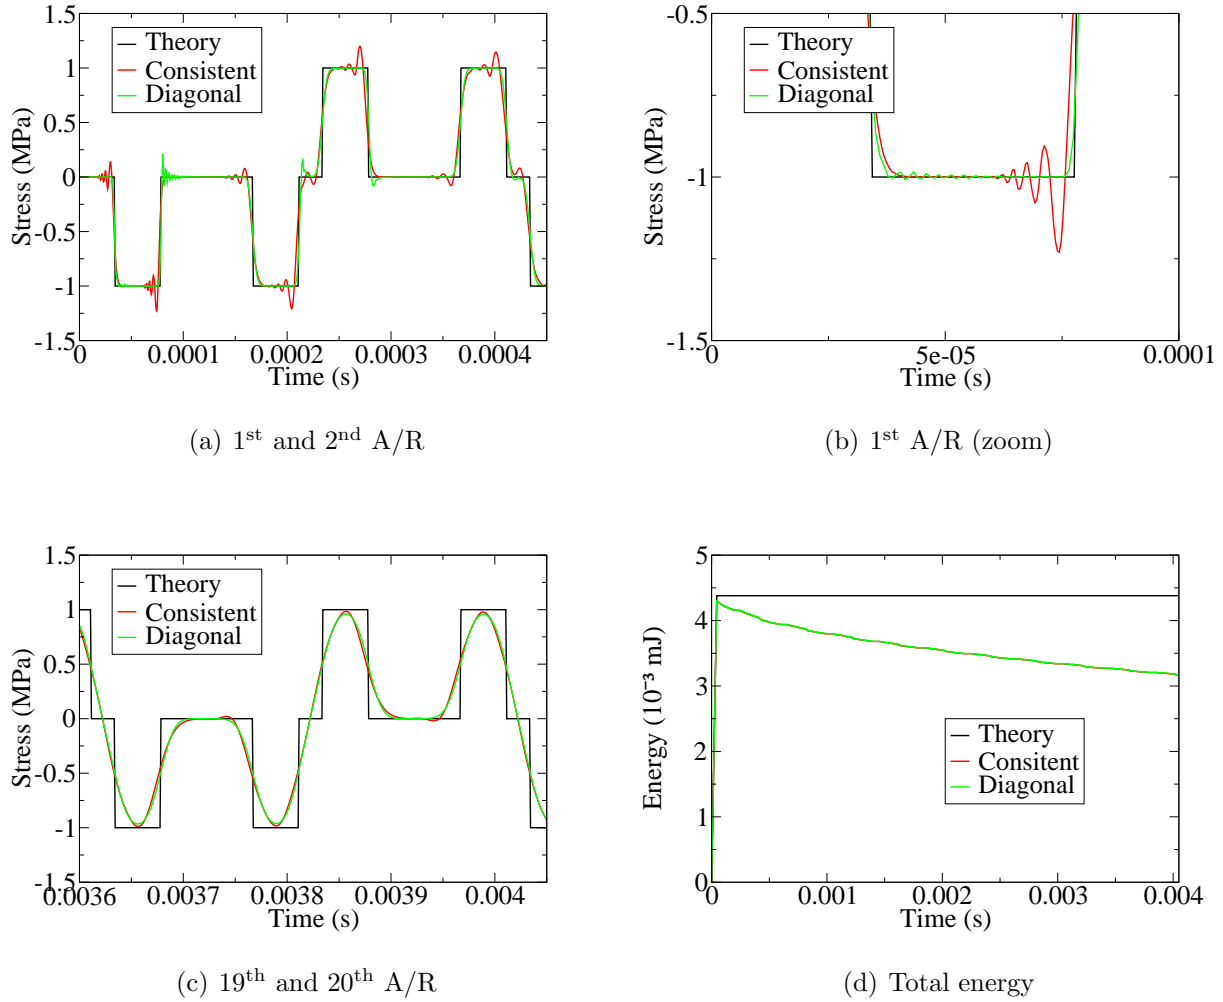 1.5
1
0.5
0
-0.5
-1
-1.5
Stress (MPa)
Theory
Consistent
Diagonal
0
0.0001
0.0002
0.0003
0.0004
Time (s)
(a) 1st and 2nd A/R
-0.5
-1
-1.5
Stress (MPa)
Theory
Consistent
Diagonal
0
5e-05
0.0001
Time (s)
(b) 1st A/R (zoom)
1.5
1
0.5
0
-0.5
-1
-1.5
Stress (MPa)
Theory
Consistent
Diagonal
0.0036
0.0037
0.0038
0.0039
0.004
Time (s)
(c) 19th and 20th A/R
5
4
3
2
1
0
Energy (10⁻³ mJ)
Theory
Consitent
Diagonal
0
0.001
0.002
0.003
0.004
Time (s)
(d) Total energy